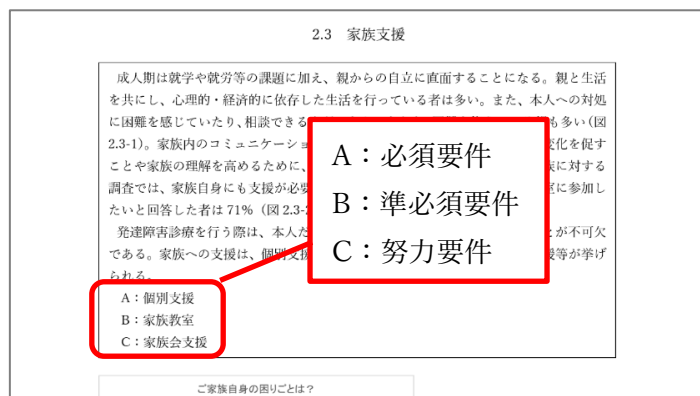 2.3 家族支援
成人期は就学や就労等の課題に加え、親からの自立に直面することになる。親と生活
を共にし、心理的・経済的に依存した生活を行っている者は多い。また、本人への対処
に困難を感じていたり、相談できる も多い(図
2.3-1)。家族内のコミュニケーショ 変化を促す
ことや家族の理解を高めるために、 族に対する
調査では、家族自身にも支援が必要 室に参加し
たいと回答した者は 71%(図 2.3-2
発達障害診療を行う際は、本人だ とが不可欠
である。家族への支援は、個別支援 援等が挙げ
られる。
A:必須要件
B:準必須要件
C:努力要件
A:個別支援
B:家族教室
C:家族会支援
ご家族自身の困りごとは?